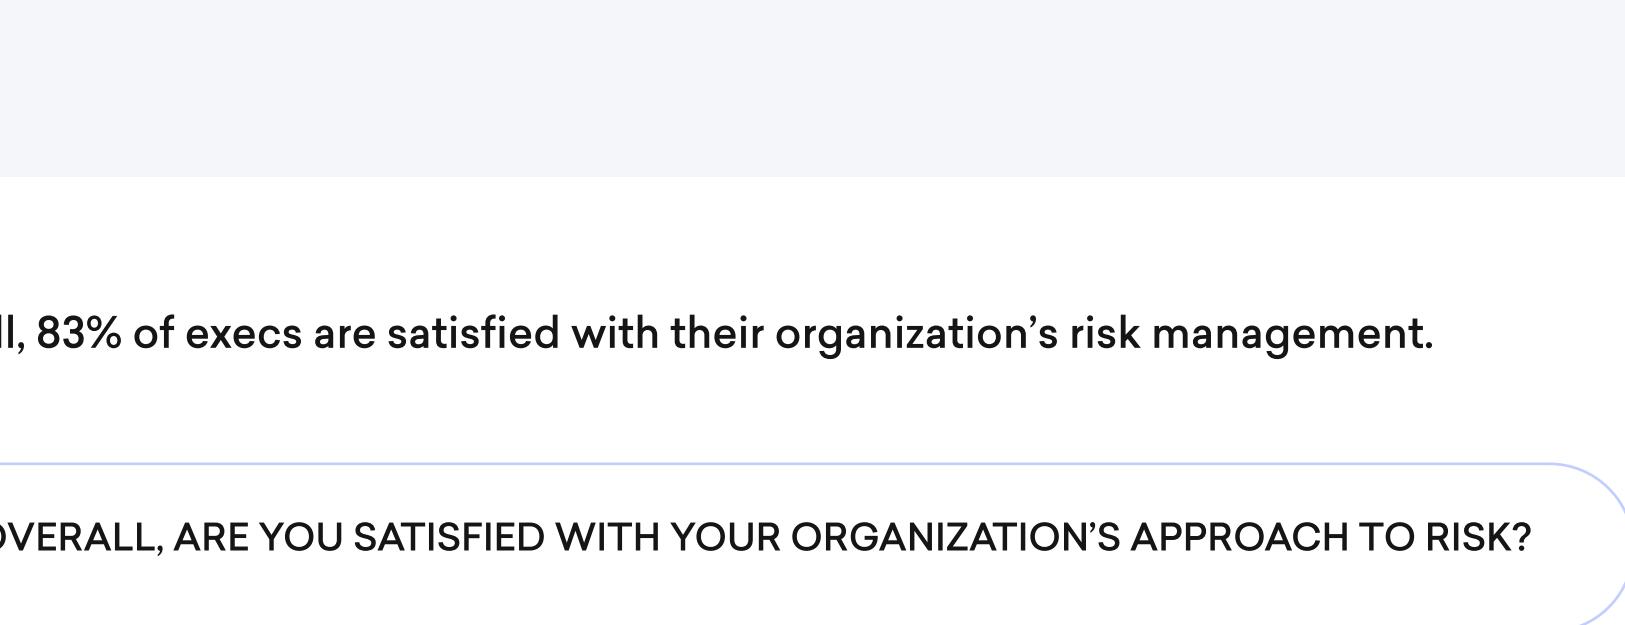 83% of execs are satisfied with their organization’s risk management.
OVERALL, ARE YOU SATISFIED WITH YOUR ORGANIZATION’S APPROACH TO RISK?